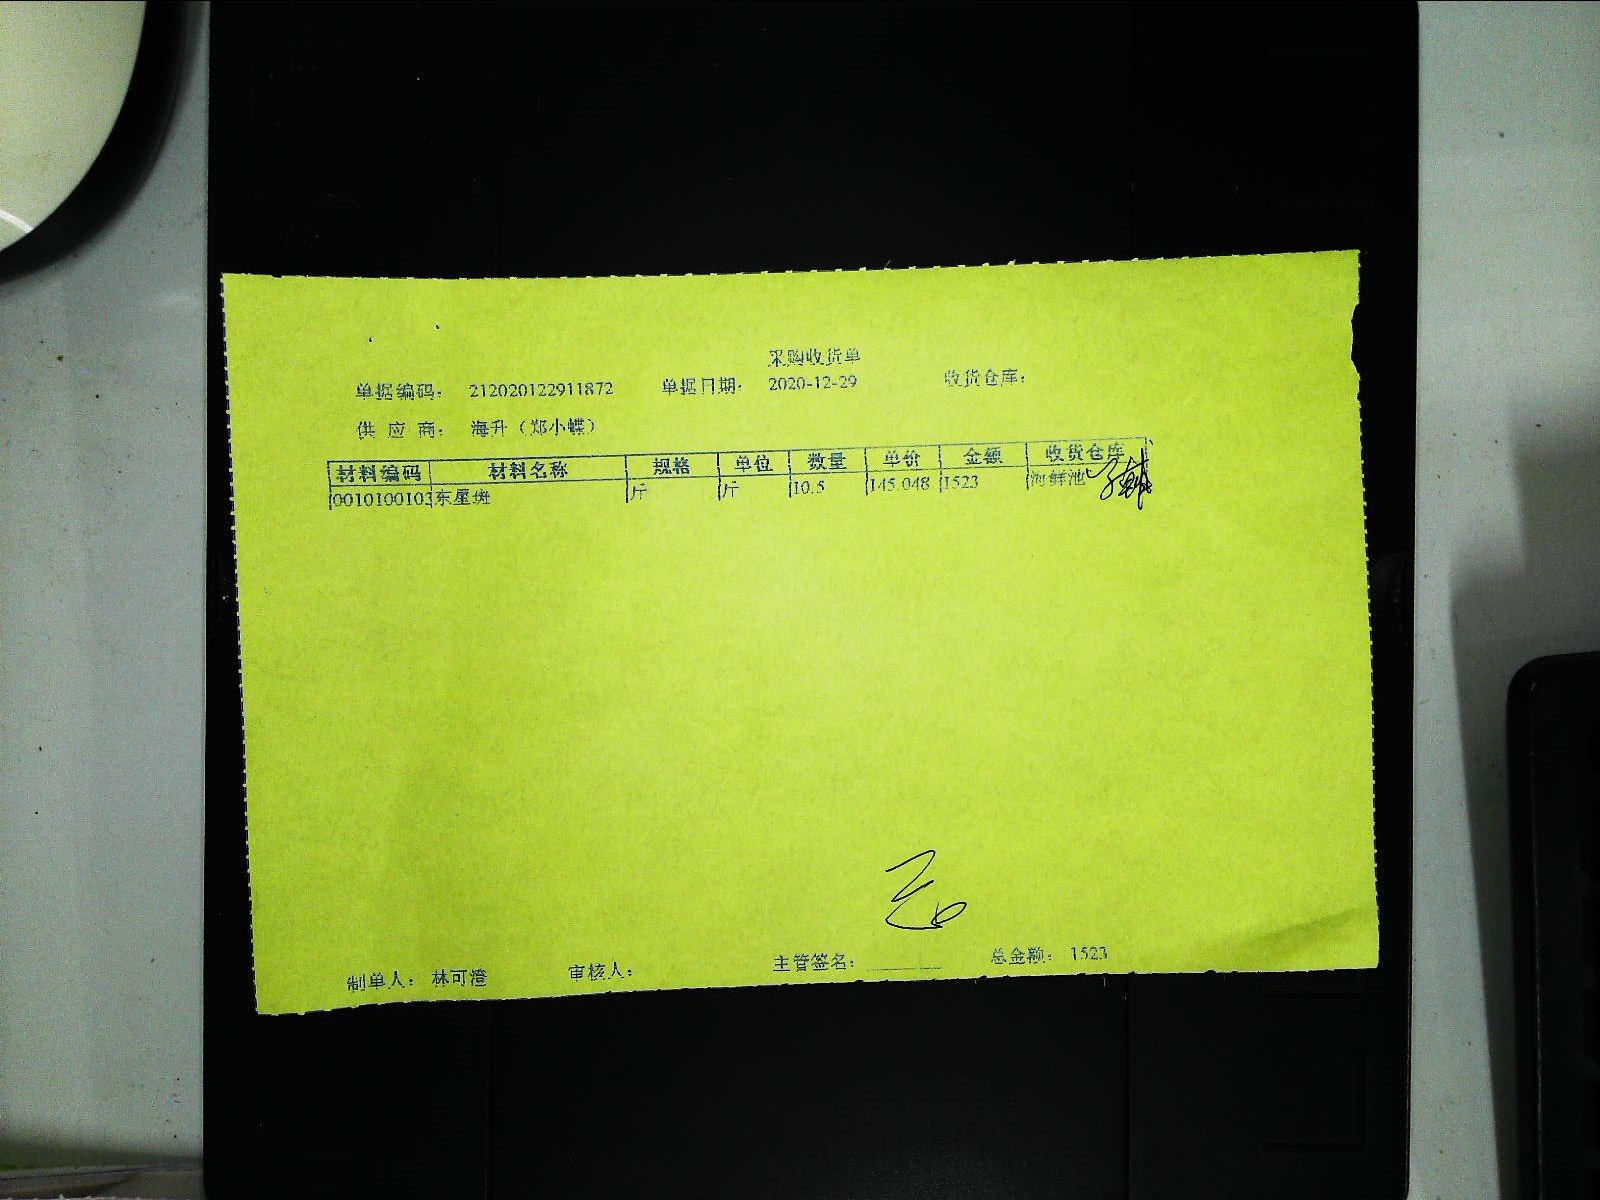 采购收货单
单据编码: 212020122911872 单据日期: 2020-12-29 收货仓库:
供 应 商: 海升（郑小蝶）
材料编码 材料名称 规格 单位 数量 单价 金额 收货仓库
0010100103 东星斑 斤 斤 10.5 145.048 1523 海鲜池
制单人: 林可澄 审核人: 主管签名: 总金额: 1523